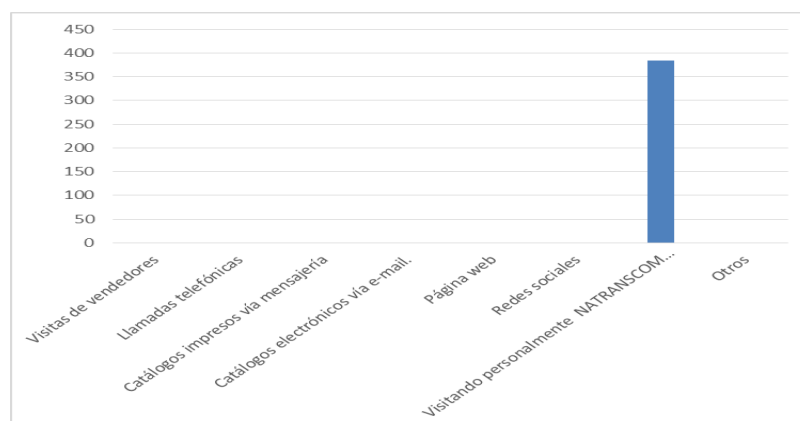 450
400
350
300
250
200
150
100
50
0
Visitas de vendedores
Llamadas telefónicas
Catálogos impresos vía mensajería
Catálogos electrónicos vía e-mail.
Página web
Redes sociales
Visitando personalmente NATRANSCOM...
Otros